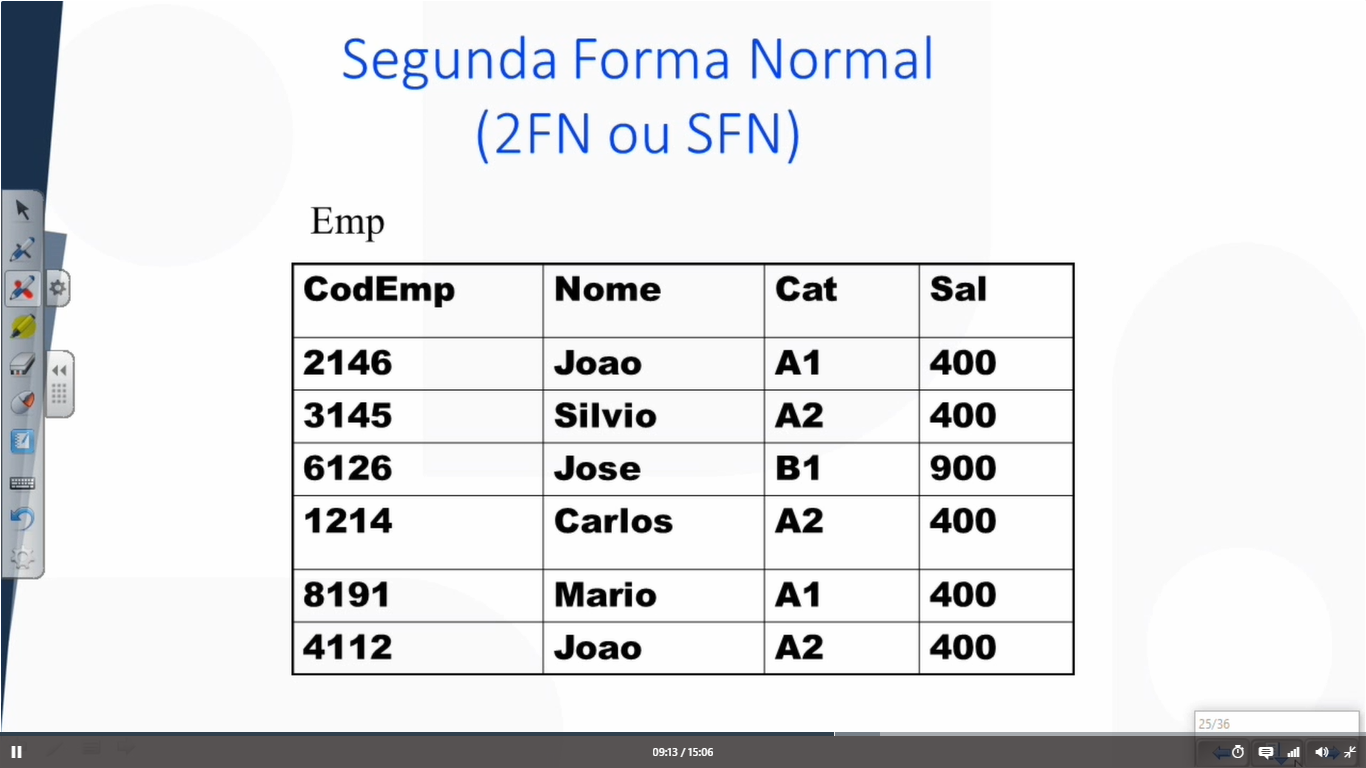 Segunda Forma Normal
(2FN ou SFN)
Emp
CodEmp Nome Cat Sal
2146 Joao A1 400
3145 Silvio A2 400
6126 Jose B1 900
1214 Carlos A2 400
8191 Mario A1 400
4112 Joao A2 400
25/36
09:13 / 15:06